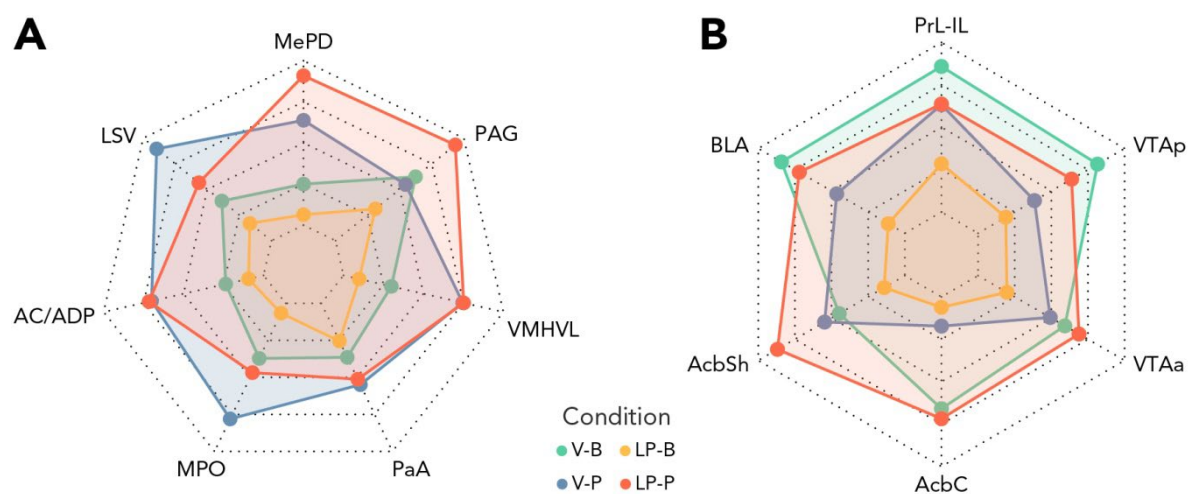 A
B
MePD
PrL-IL
LSV
PAG
BLA
VTAp
AC/ADP
VMHVL
AcbSh
VTAa
MPO
PaA
AcbC
Condition
V-B
LP-B
V-P
LP-P